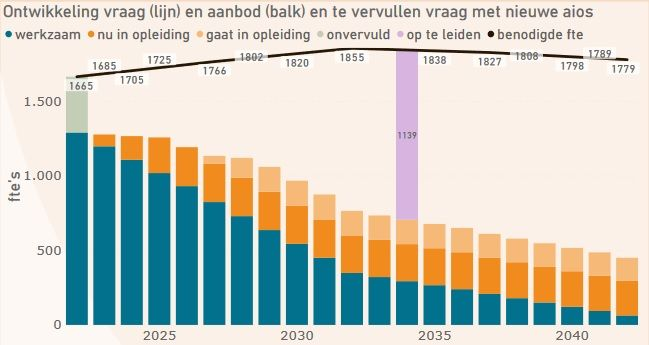 Ontwikkeling vraag (lijn) en aanbod (balk) en te vervullen vraag met nieuwe aios
werkzaam nu in opleiding gaat in opleiding onvervuld op te leiden benodigde fte
1665 1685 1705 1725 1766 1802 1820 1855 1838 1827 1808 1798 1789 1779
1.500
1139
1.000
fte's
500
0
2025 2030 2035 2040